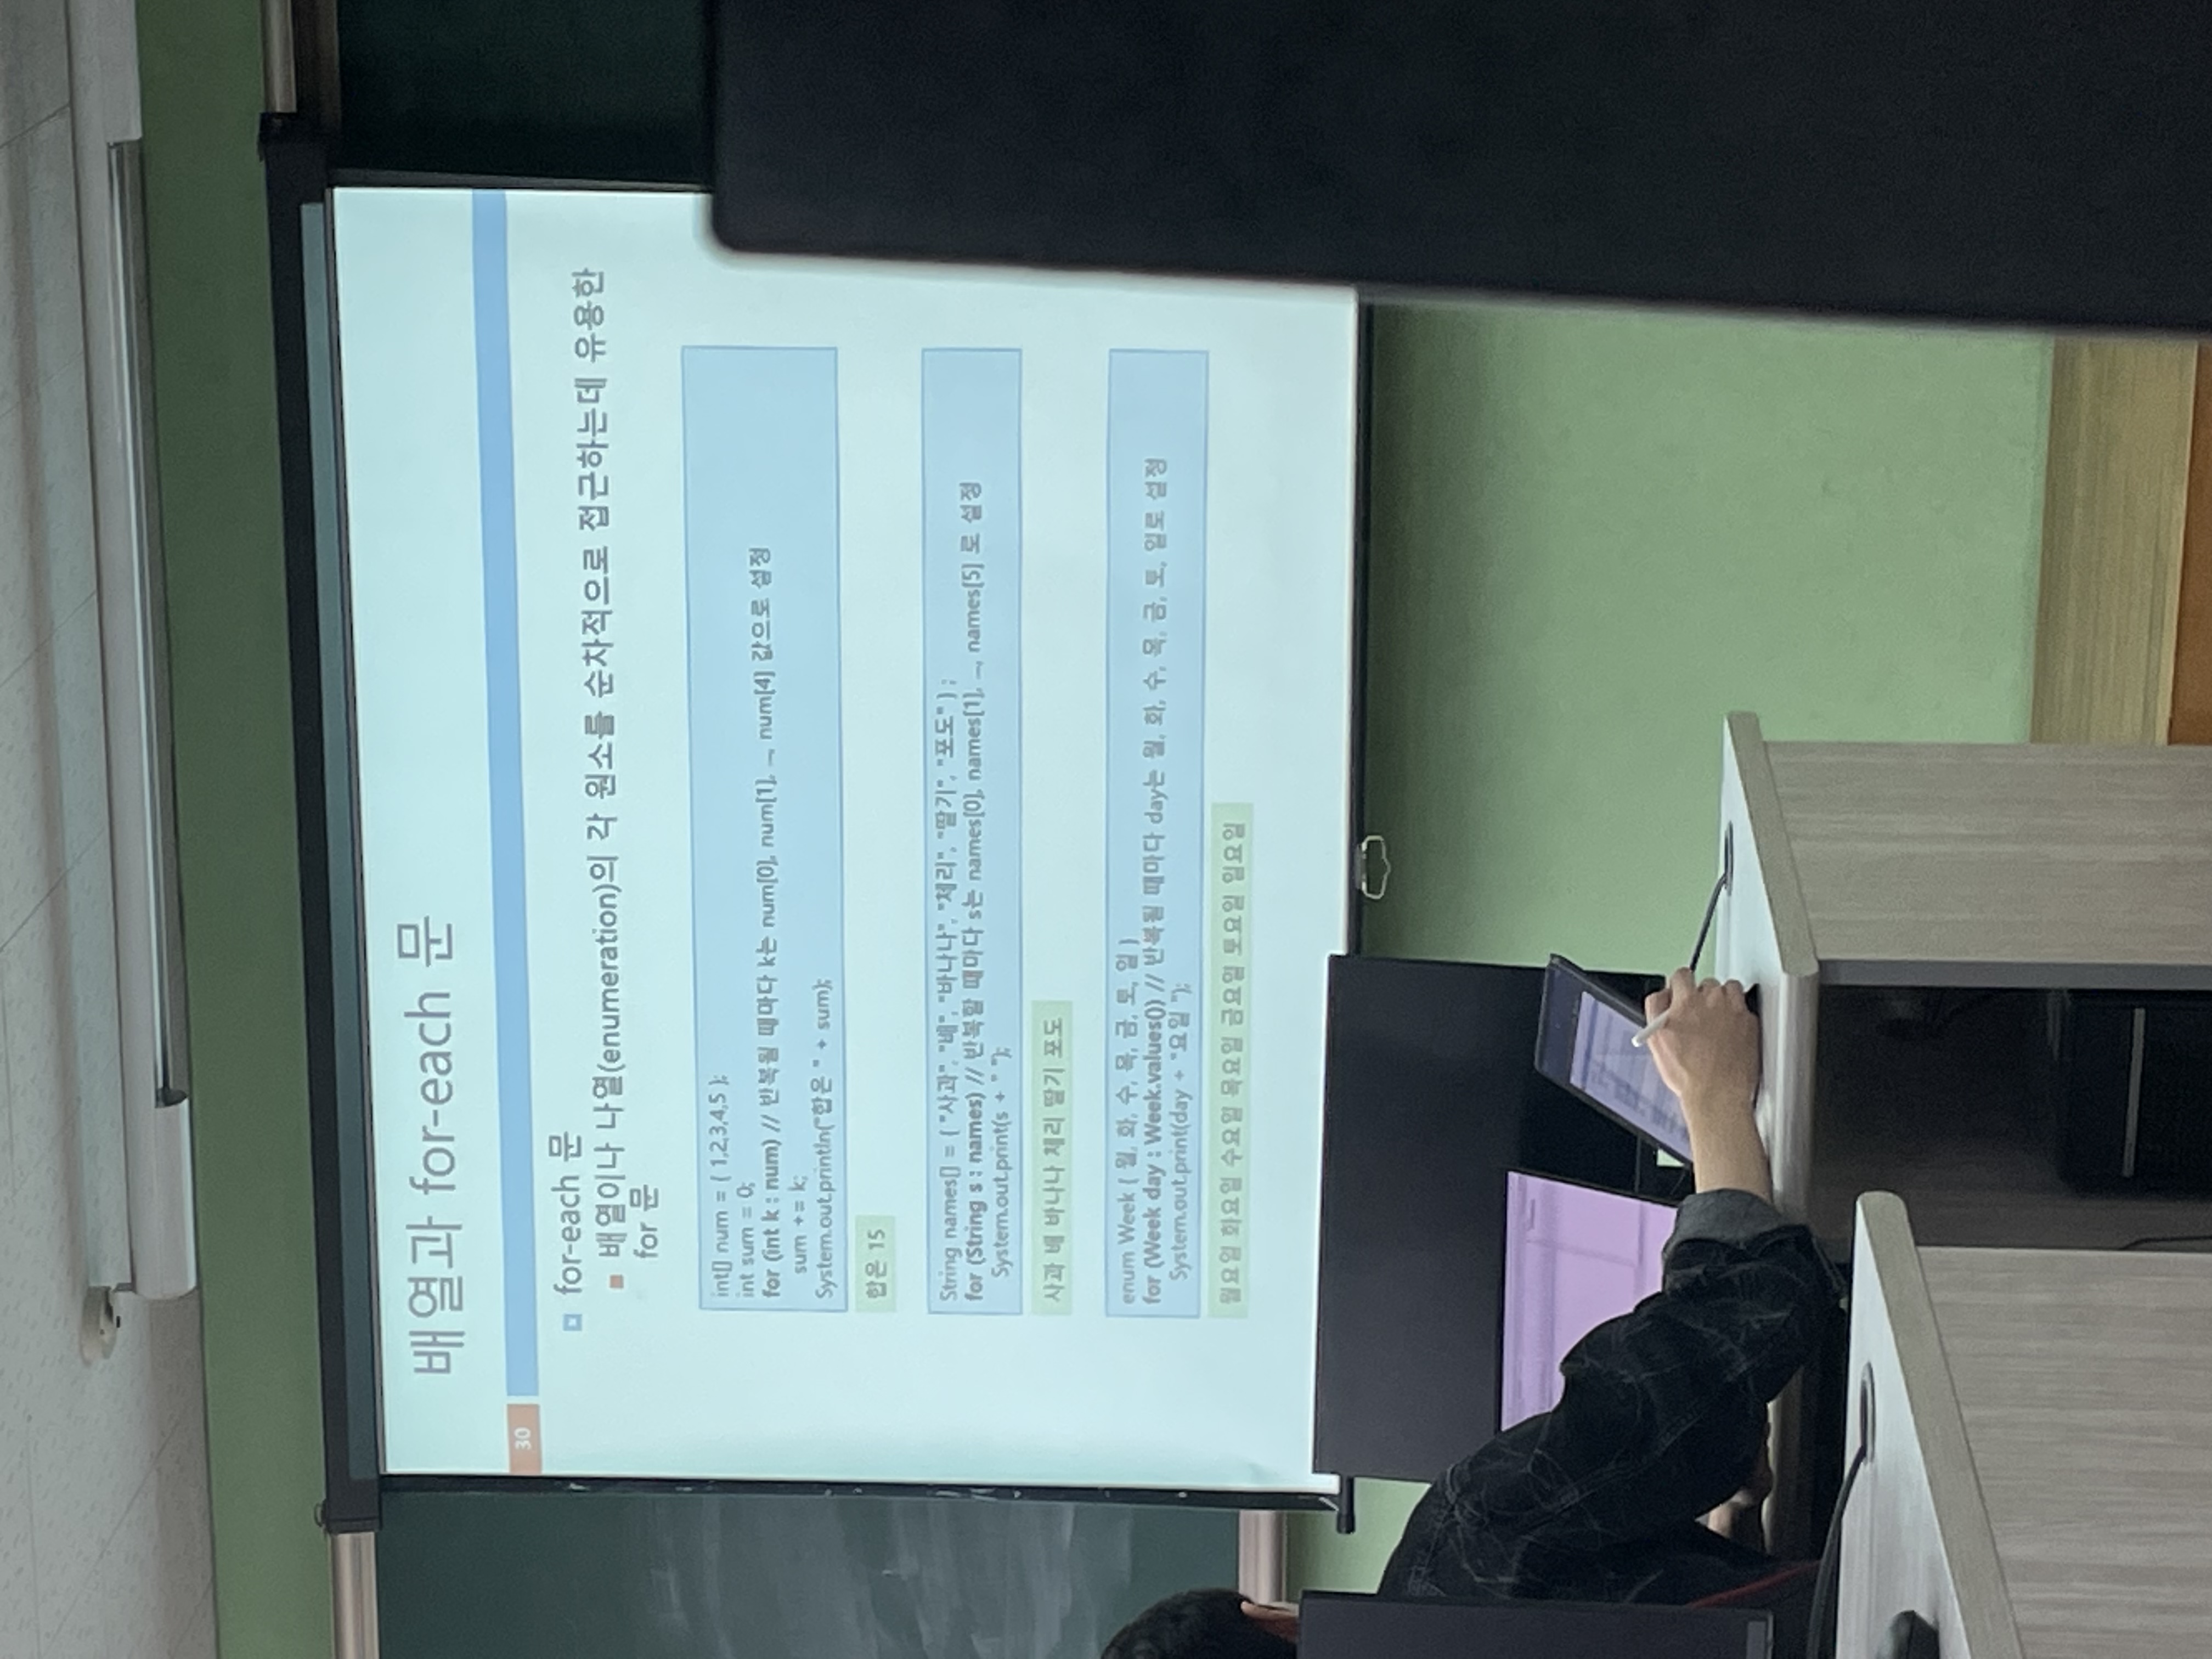 배열과 for-each 문
30
for-each 문
배열이나 나열(enumeration)의 각 원소를 순차적으로 접근하는데 유용한
for 문
int[] num = { 1,2,3,4,5 };
int sum = 0;
for (int k : num) // 반복될 때마다 k는 num[0], num[1], ..., num[4] 값으로 설정
sum += k;
System.out.println("합은 " + sum);
합은 15
String names[] = { "사과", "배", "바나나", "체리", "딸기", "포도" } ;
for (String s : names) // 반복할 때마다 s는 names[0], names[1], ..., names[5] 로 설정
System.out.print(s + " ");
사과 배 바나나 체리 딸기 포도
enum Week { 월, 화, 수, 목, 금, 토, 일 }
for (Week day : Week.values()) // 반복될 때마다 day는 월, 화, 수, 목, 금, 토, 일로 설정
System.out.print(day + "요일 ");
월요일 화요일 수요일 목요일 금요일 토요일 일요일